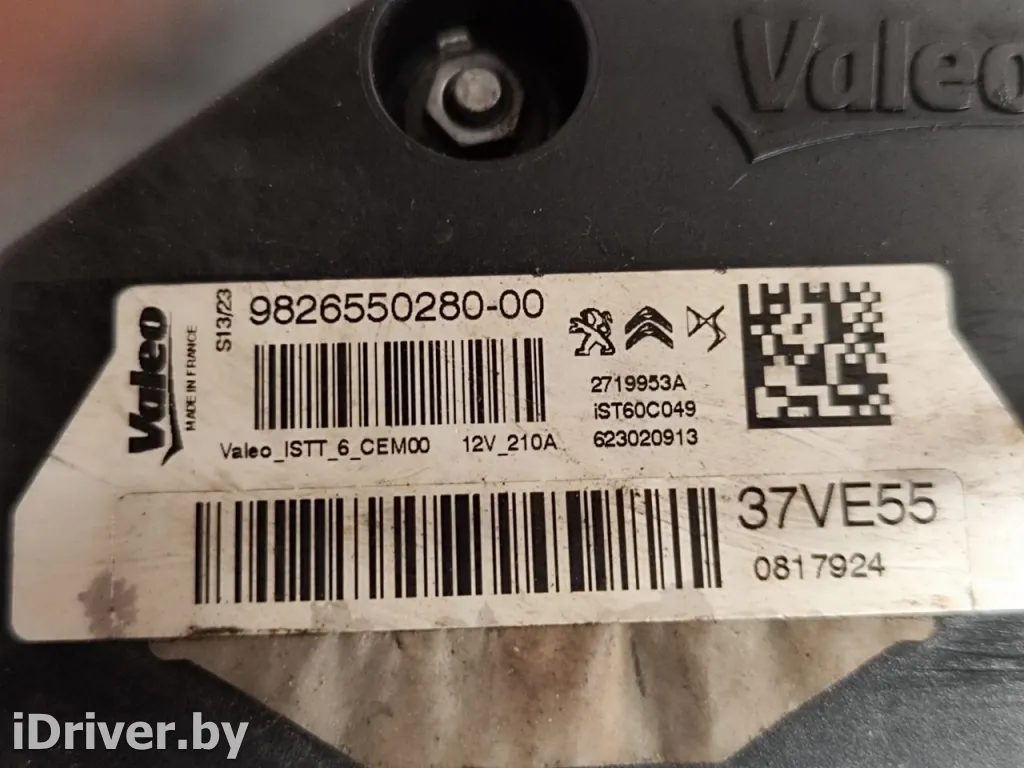 Valeo
Valeo
MADE IN FRANCE
S13/23
9826550280-00
2719953A
iST60C049
Valeo_ISTT_6_CEM00 12V_210A
623020913
37VE55
0817924
iDriver.by